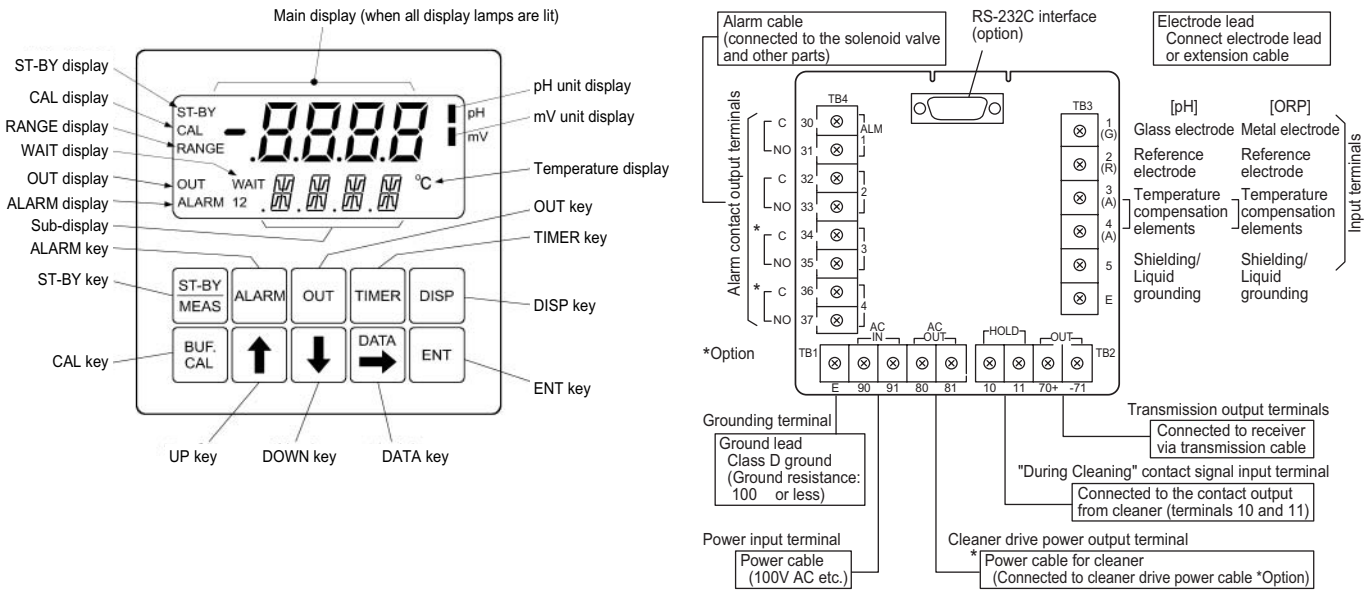 Main display (when all display lamps are lit)
ST-BY display
CAL display
RANGE display
WAIT display
OUT display
ALARM display
Sub-display
ALARM key
ST-BY key
CAL key
ST-BY
CAL
RANGE
OUT
WAIT
ALARM 12
-.8.8.8.8
pH
mV
°C
pH unit display
mV unit display
Temperature display
OUT key
TIMER key
DISP key
ENT key
ST-BY
MEAS
ALARM
OUT
TIMER
DISP
BUF.
CAL
DATA
ENT
UP key
DOWN key
DATA key
Alarm cable
(connected to the solenoid valve
and other parts)
RS-232C interface
(option)
Electrode lead
Connect electrode lead
or extension cable
Alarm contact output terminals
TB4
C 30
NO 31
ALM
1
C 32
NO 33
2
* C 34
NO 35
3
* C 36
NO 37
4
*Option
TB3
1
(G)
2
(R)
3
(A)
4
(A)
5
E
[pH]
Glass electrode
Reference
electrode
Temperature
compensation
elements
Shielding/
Liquid
grounding
[ORP]
Metal electrode
Reference
electrode
Temperature
compensation
elements
Shielding/
Liquid
grounding
Input terminals
TB1
AC
IN
AC
OUT
HOLD
OUT
TB2
E 90 91 80 81 10 11 70+ -71
Grounding terminal
Ground lead
Class D ground
(Ground resistance:
100 or less)
Power input terminal
Power cable
(100V AC etc.)
Transmission output terminals
Connected to receiver
via transmission cable
"During Cleaning" contact signal input terminal
Connected to the contact output
from cleaner (terminals 10 and 11)
Cleaner drive power output terminal
* Power cable for cleaner
(Connected to cleaner drive power cable *Option)